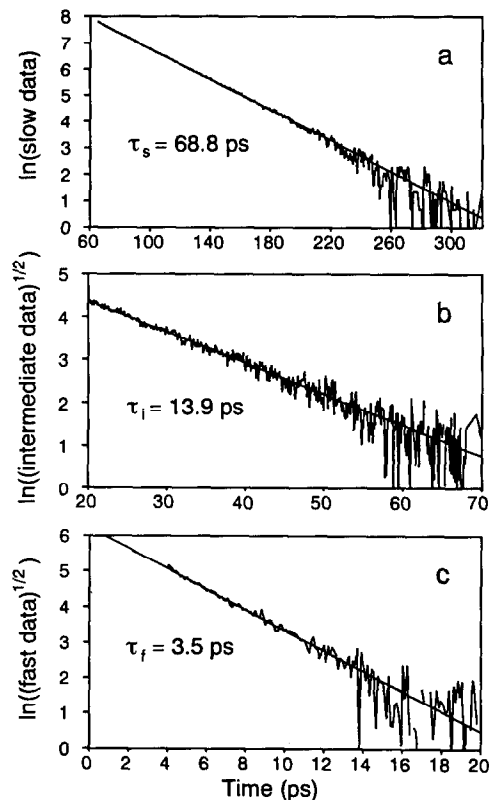 8
7
6
5
4
3
2
1
0
ln(slow data)
a
τs = 68.8 ps
60 100 140 180 220 260 300
5
4
3
2
1
0
ln((intermediate data)1/2)
b
τi = 13.9 ps
20 30 40 50 60 70
6
5
4
3
2
1
0
ln((fast data)1/2)
c
τf = 3.5 ps
0 2 4 6 8 10 12 14 16 18 20
Time (ps)